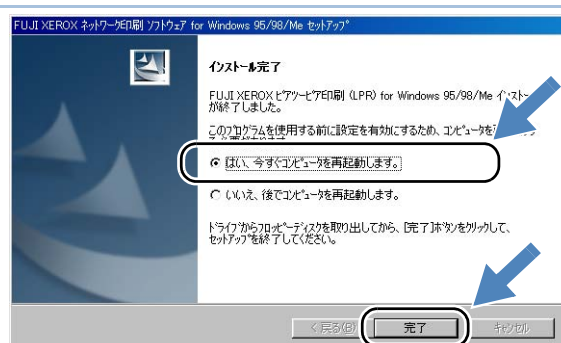 FUJI XEROX ネットワーク印刷 ソフトウェア for Windows 95/98/Me セットアップ
インストール完了
FUJI XEROX ピアツーピア印刷 (LPR) for Windows 95/98/Me インストー
が終了しました。
このプログラムを使用する前に設定を有効にするため、コンピュータを
はい、今すぐコンピュータを再起動します。
いいえ、後でコンピュータを再起動します。
ドライブからフロッピーディスクを取り出してから、[完了]ボタンをクリックして、
セットアップを終了してください。
< 戻る(B)
完了
キャンセル